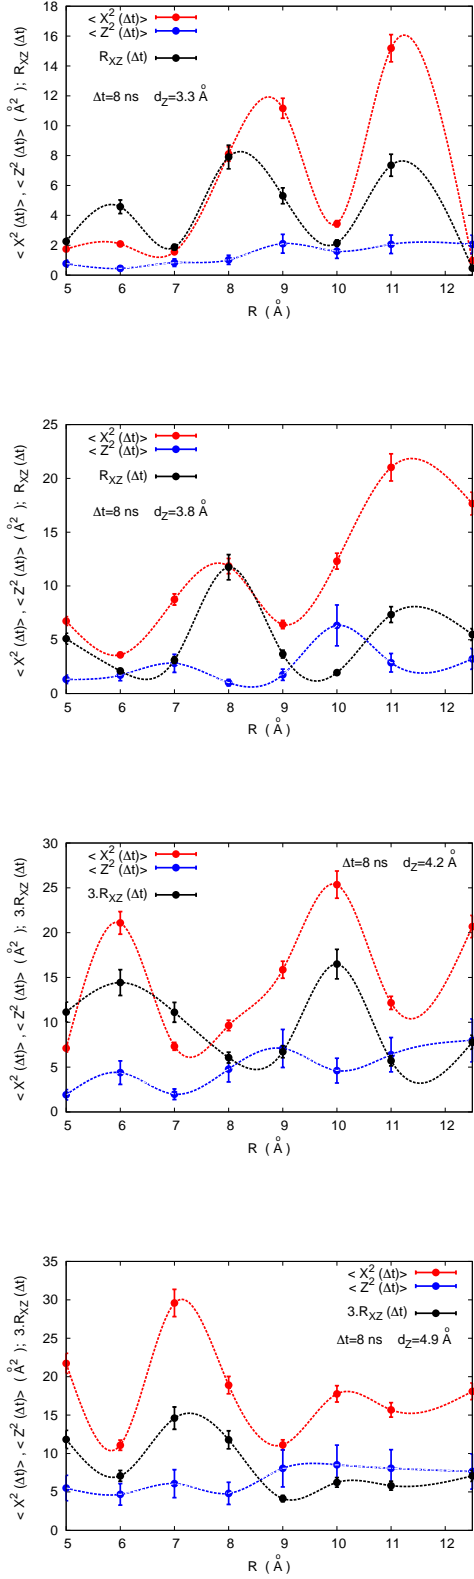 < X² (Δt)>
< Z² (Δt)>
R_XZ (Δt)
Δt=8 ns d_Z=3.3 Å
< X² (Δt)> , < Z² (Δt)> ( Å² ) ; R_XZ (Δt)
18
16
14
12
10
8
6
4
2
0
5 6 7 8 9 10 11 12
R ( Å )
< X² (Δt)>
< Z² (Δt)>
R_XZ (Δt)
Δt=8 ns d_Z=3.8 Å
< X² (Δt)> , < Z² (Δt)> ( Å² ) ; R_XZ (Δt)
25
20
15
10
5
0
5 6 7 8 9 10 11 12
R ( Å )
< X² (Δt)>
< Z² (Δt)>
3.R_XZ (Δt)
Δt=8 ns d_Z=4.2 Å
< X² (Δt)> , < Z² (Δt)> ( Å² ) ; 3.R_XZ (Δt)
30
25
20
15
10
5
0
5 6 7 8 9 10 11 12
R ( Å )
< X² (Δt)>
< Z² (Δt)>
3.R_XZ (Δt)
Δt=8 ns d_Z=4.9 Å
< X² (Δt)> , < Z² (Δt)> ( Å² ) ; 3.R_XZ (Δt)
35
30
25
20
15
10
5
0
5 6 7 8 9 10 11 12
R ( Å )